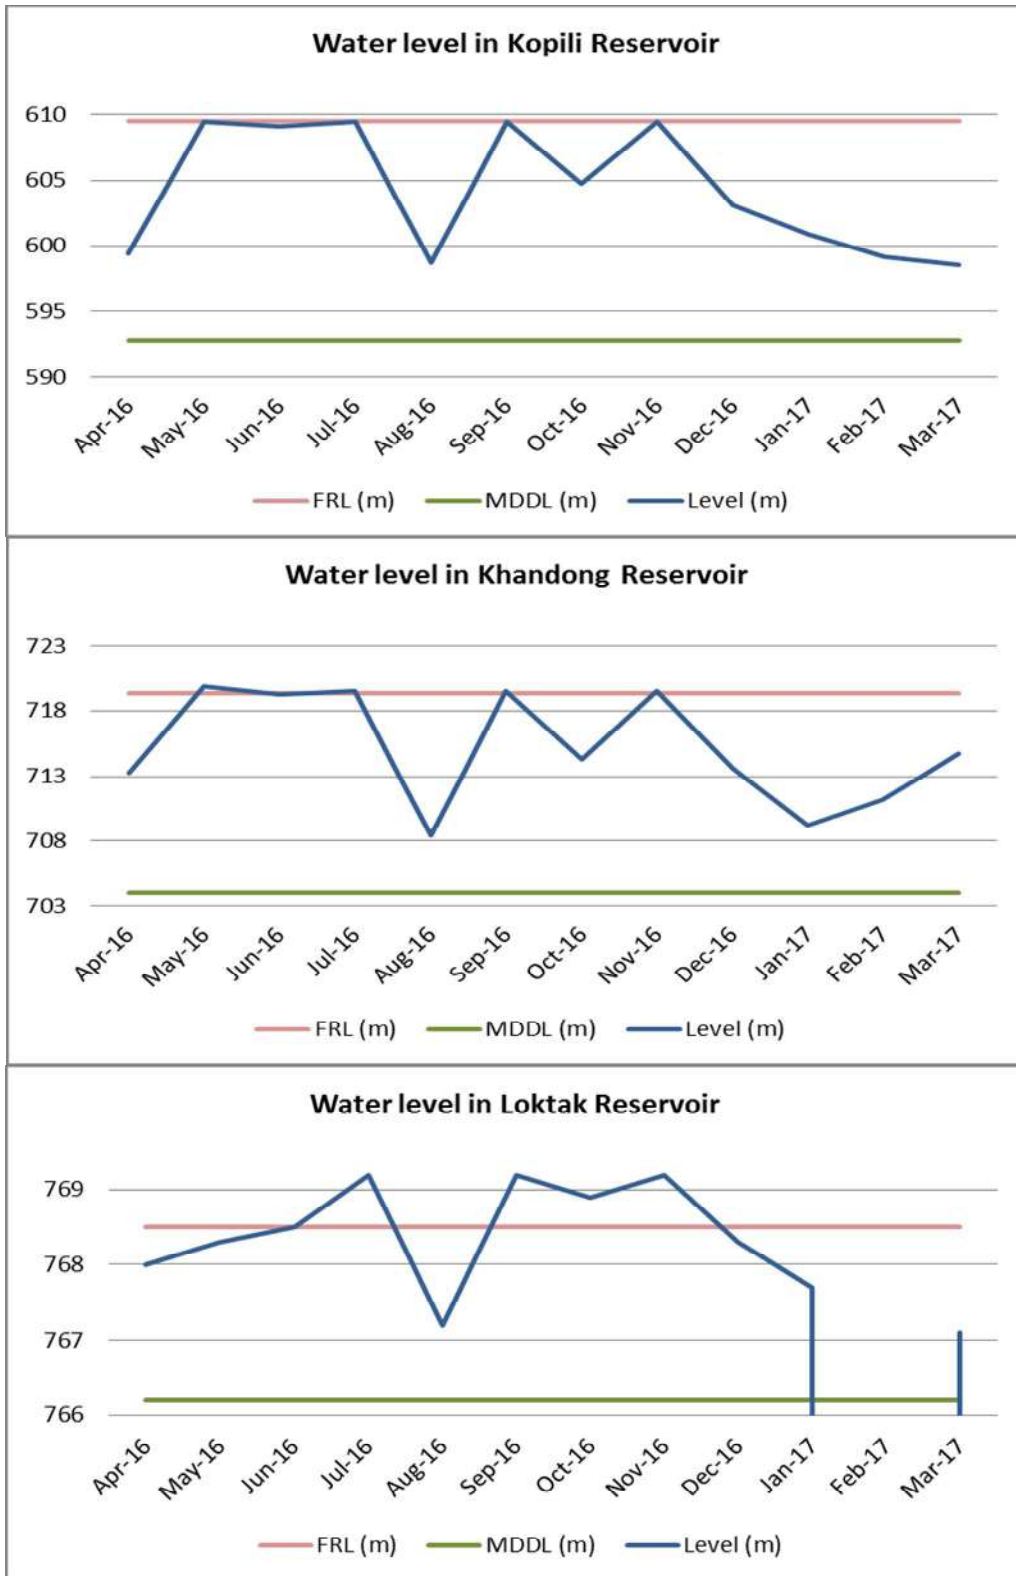 Water level in Kopili Reservoir
610
605
600
595
590
Apr-16 May-16 Jun-16 Jul-16 Aug-16 Sep-16 Oct-16 Nov-16 Dec-16 Jan-17 Feb-17 Mar-17
FRL (m) MDDL (m) Level (m)
Water level in Khandong Reservoir
723
718
713
708
703
Apr-16 May-16 Jun-16 Jul-16 Aug-16 Sep-16 Oct-16 Nov-16 Dec-16 Jan-17 Feb-17 Mar-17
FRL (m) MDDL (m) Level (m)
Water level in Loktak Reservoir
769
768
767
766
Apr-16 May-16 Jun-16 Jul-16 Aug-16 Sep-16 Oct-16 Nov-16 Dec-16 Jan-17 Feb-17 Mar-17
FRL (m) MDDL (m) Level (m)